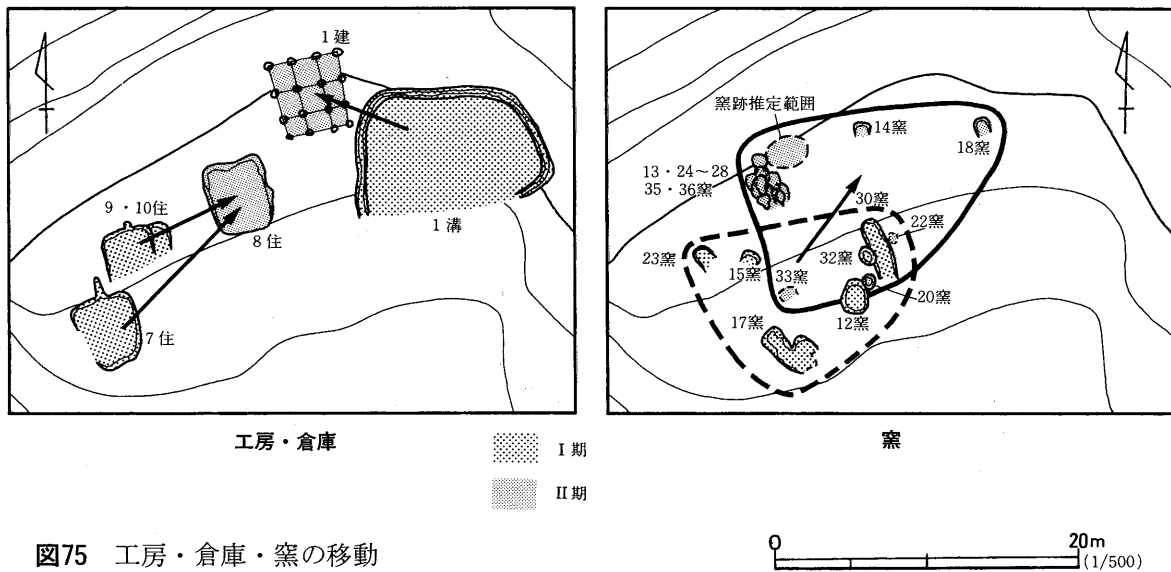 1建
9・10住
8住
7住
1溝
工房・倉庫
窯跡推定範囲
14窯
18窯
13・24～28
35・36窯
30窯
22窯
23窯
15窯
33窯
32窯
20窯
12窯
17窯
窯
I期
II期
図75 工房・倉庫・窯の移動
0 20m
(1/500)